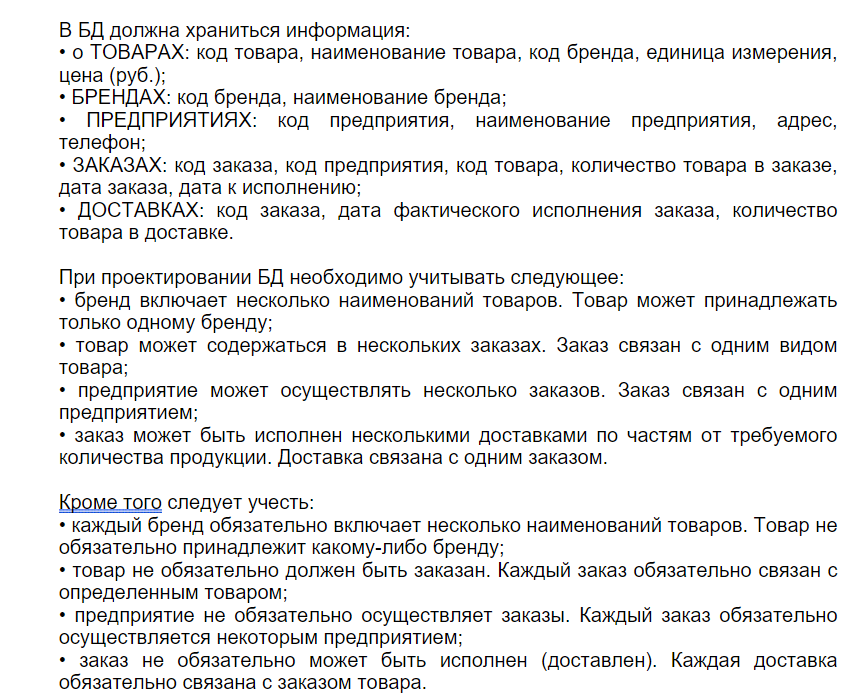 В БД должна храниться информация:
• о ТОВАРАХ: код товара, наименование товара, код бренда, единица измерения,
цена (руб.);
• БРЕНДАХ: код бренда, наименование бренда;
• ПРЕДПРИЯТИЯХ: код предприятия, наименование предприятия, адрес,
телефон;
• ЗАКАЗАХ: код заказа, код предприятия, код товара, количество товара в заказе,
дата заказа, дата к исполнению;
• ДОСТАВКАХ: код заказа, дата фактического исполнения заказа, количество
товара в доставке.
При проектировании БД необходимо учитывать следующее:
• бренд включает несколько наименований товаров. Товар может принадлежать
только одному бренду;
• товар может содержаться в нескольких заказах. Заказ связан с одним видом
товара;
• предприятие может осуществлять несколько заказов. Заказ связан с одним
предприятием;
• заказ может быть исполнен несколькими доставками по частям от требуемого
количества продукции. Доставка связана с одним заказом.
Кроме того следует учесть:
• каждый бренд обязательно включает несколько наименований товаров. Товар не
обязательно принадлежит какому-либо бренду;
• товар не обязательно должен быть заказан. Каждый заказ обязательно связан с
определенным товаром;
• предприятие не обязательно осуществляет заказы. Каждый заказ обязательно
осуществляется некоторым предприятием;
• заказ не обязательно может быть исполнен (доставлен). Каждая доставка
обязательно связана с заказом товара.